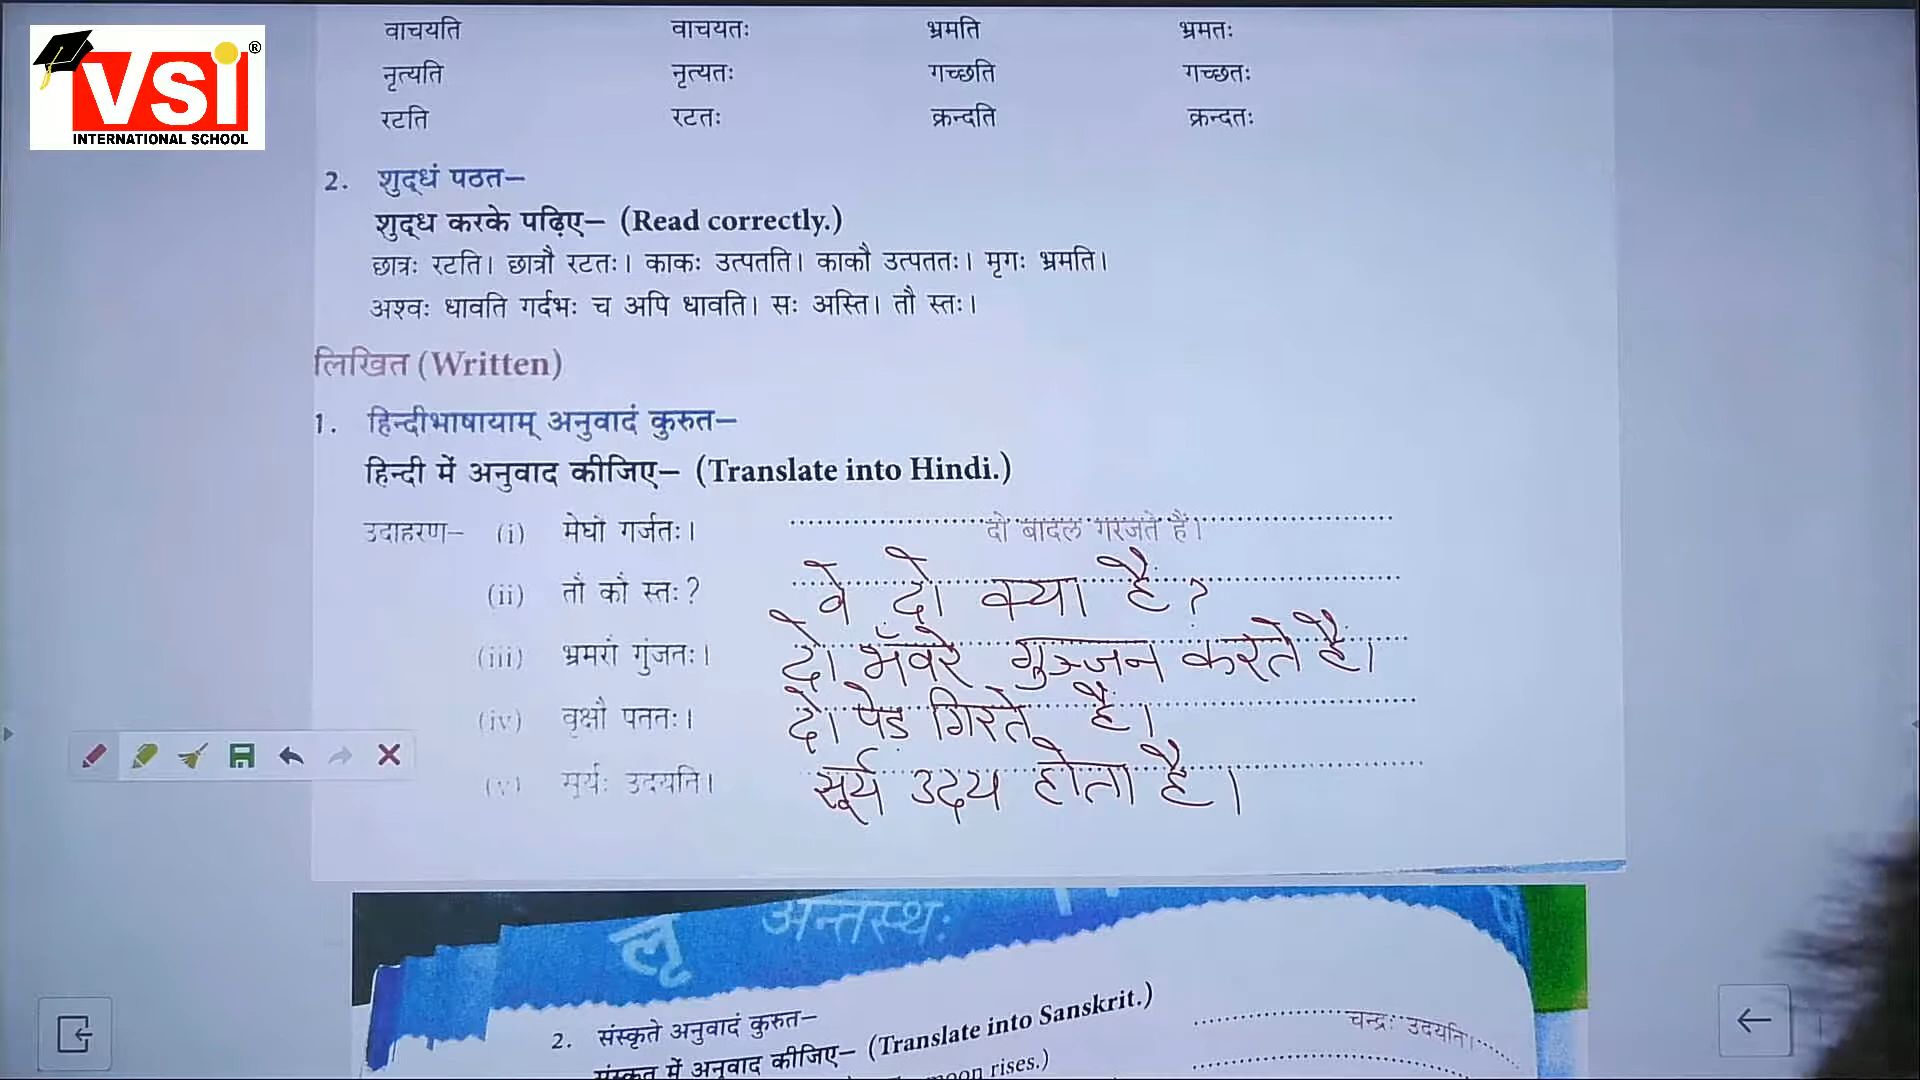 VSI ®
INTERNATIONAL SCHOOL
वाचयति वाचयतः भ्रमति भ्रमतः
नृत्यति नृत्यतः गच्छति गच्छतः
रटति रटतः क्रन्दति क्रन्दतः
2. शुद्धं पठत–
शुद्ध करके पढ़िए– (Read correctly.)
छात्रः रटति। छात्रौ रटतः। काकः उत्पतति। काकौ उत्पततः। मृगः भ्रमति।
अश्वः धावति गर्दभः च अपि धावति। सः अस्ति। तौ स्तः।
लिखित (Written)
1. हिन्दीभाषायाम् अनुवादं कुरुत–
हिन्दी में अनुवाद कीजिए– (Translate into Hindi.)
उदाहरण– (i) मेघौ गर्जतः। दो बादल गरजते हैं।
(ii) तौ कौ स्तः? वे दो क्या हैं?
(iii) भ्रमरौ गुंजतः। दो भँवरे गुञ्जन करते हैं।
(iv) वृक्षौ पततः। दो पेड़ गिरते हैं।
(v) सूर्यः उदयति। सूर्य उदय होता है।
लृ अन्तस्थः
2. संस्कृते अनुवादं कुरुत–
संस्कृत में अनुवाद कीजिए– (Translate into Sanskrit.)
moon rises.) चन्द्रः उदयति।